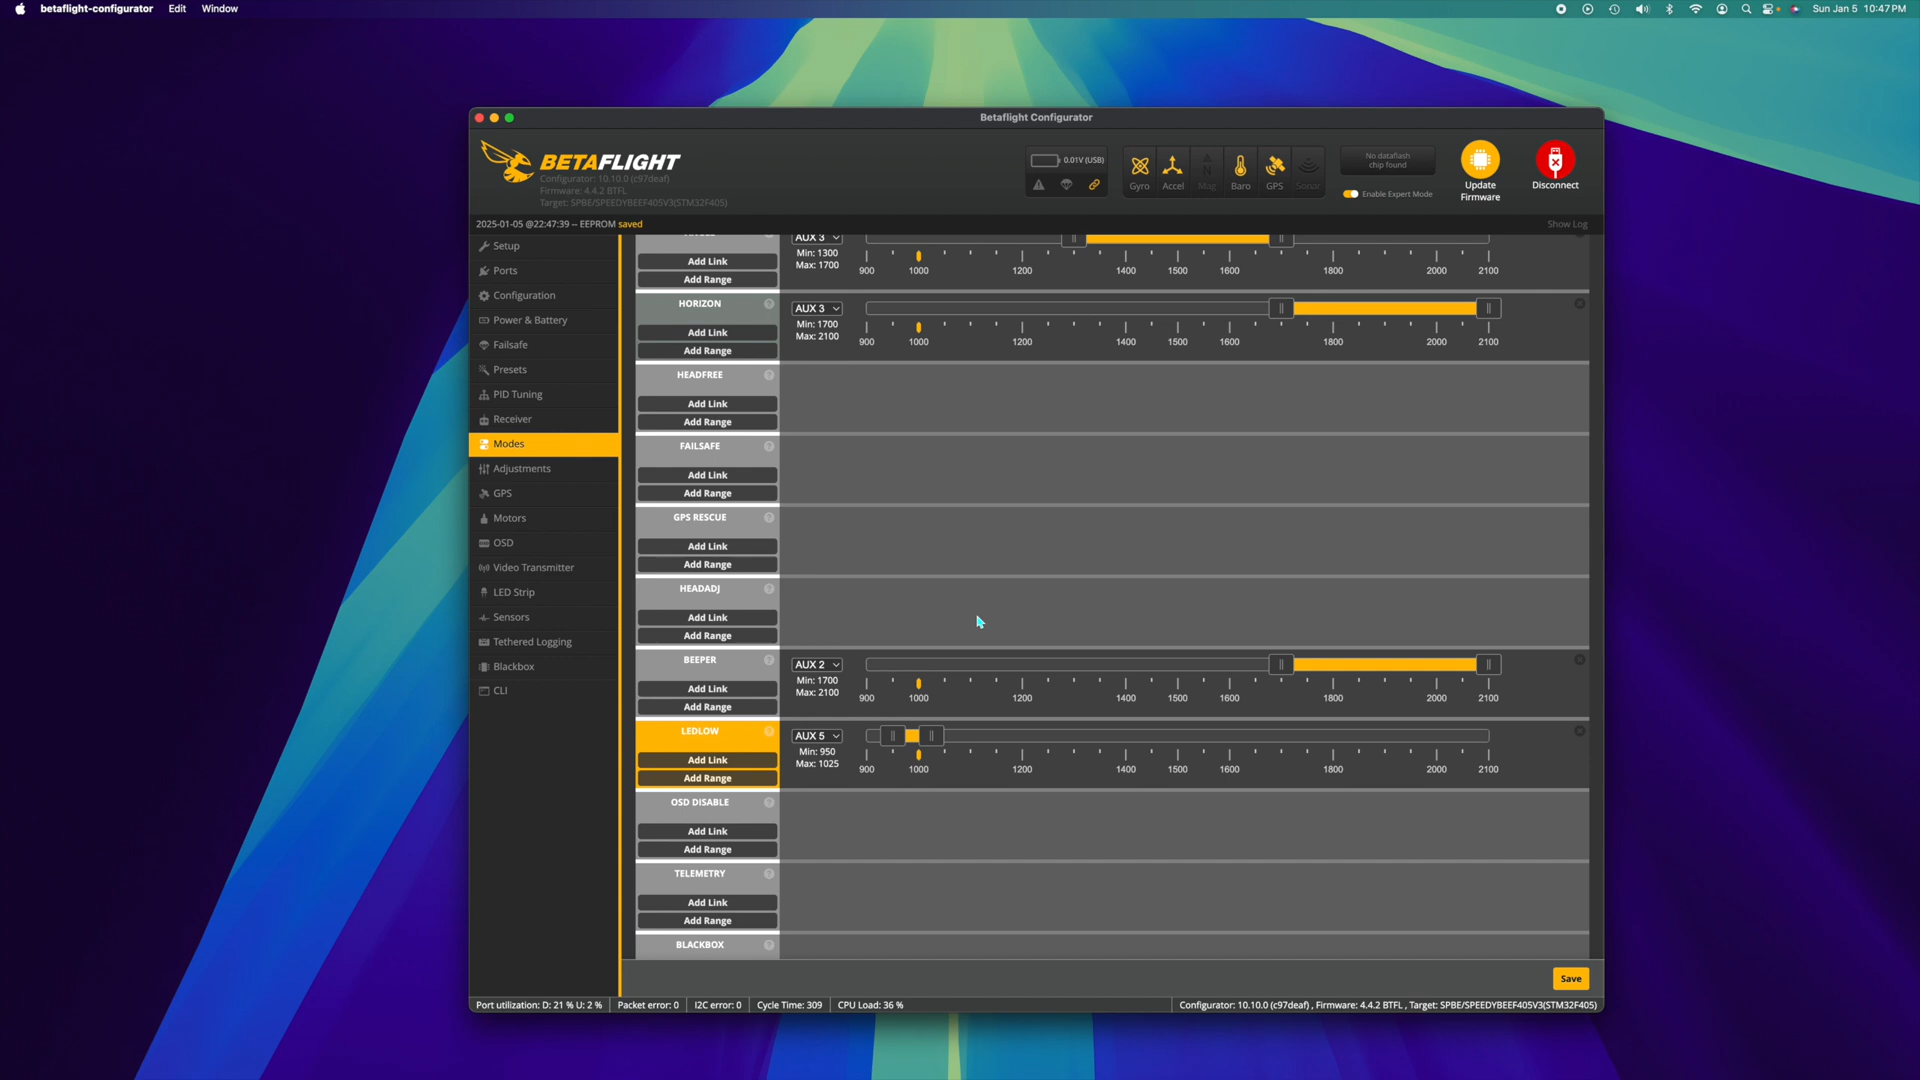 betaflight-configurator Edit Window
Sun Jan 5 10:47 PM
Betaflight Configurator
BETAFLIGHT
Configurator: 10.10.0 (c97deaf)
Firmware: 4.4.2 BTFL
Target: SPBE/SPEEDYBEEF405V3(STM32F405)
0.01V (USB)
Gyro Accel Mag Baro GPS Sonar
No dataflash
chip found
Enable Expert Mode
Update
Firmware
Disconnect
2025-01-05 @22:47:39 -- EEPROM saved
Show Log
Setup
Ports
Configuration
Power & Battery
Failsafe
Presets
PID Tuning
Receiver
Modes
Adjustments
GPS
Motors
OSD
Video Transmitter
LED Strip
Sensors
Tethered Logging
Blackbox
CLI
Add Link
Add Range
AUX 3
Min: 1300
Max: 1700
900 1000 1200 1400 1500 1600 1800 2000 2100
HORIZON
Add Link
Add Range
AUX 3
Min: 1700
Max: 2100
900 1000 1200 1400 1500 1600 1800 2000 2100
HEADFREE
Add Link
Add Range
FAILSAFE
Add Link
Add Range
GPS RESCUE
Add Link
Add Range
HEADADJ
Add Link
Add Range
BEEPER
Add Link
Add Range
AUX 2
Min: 1700
Max: 2100
900 1000 1200 1400 1500 1600 1800 2000 2100
LEDLOW
Add Link
Add Range
AUX 5
Min: 950
Max: 1025
900 1000 1200 1400 1500 1600 1800 2000 2100
OSD DISABLE
Add Link
Add Range
TELEMETRY
Add Link
Add Range
BLACKBOX
Save
Port utilization: D: 21 % U: 2 % Packet error: 0 I2C error: 0 Cycle Time: 309 CPU Load: 36 %
Configurator: 10.10.0 (c97deaf) , Firmware: 4.4.2 BTFL , Target: SPBE/SPEEDYBEEF405V3(STM32F405)